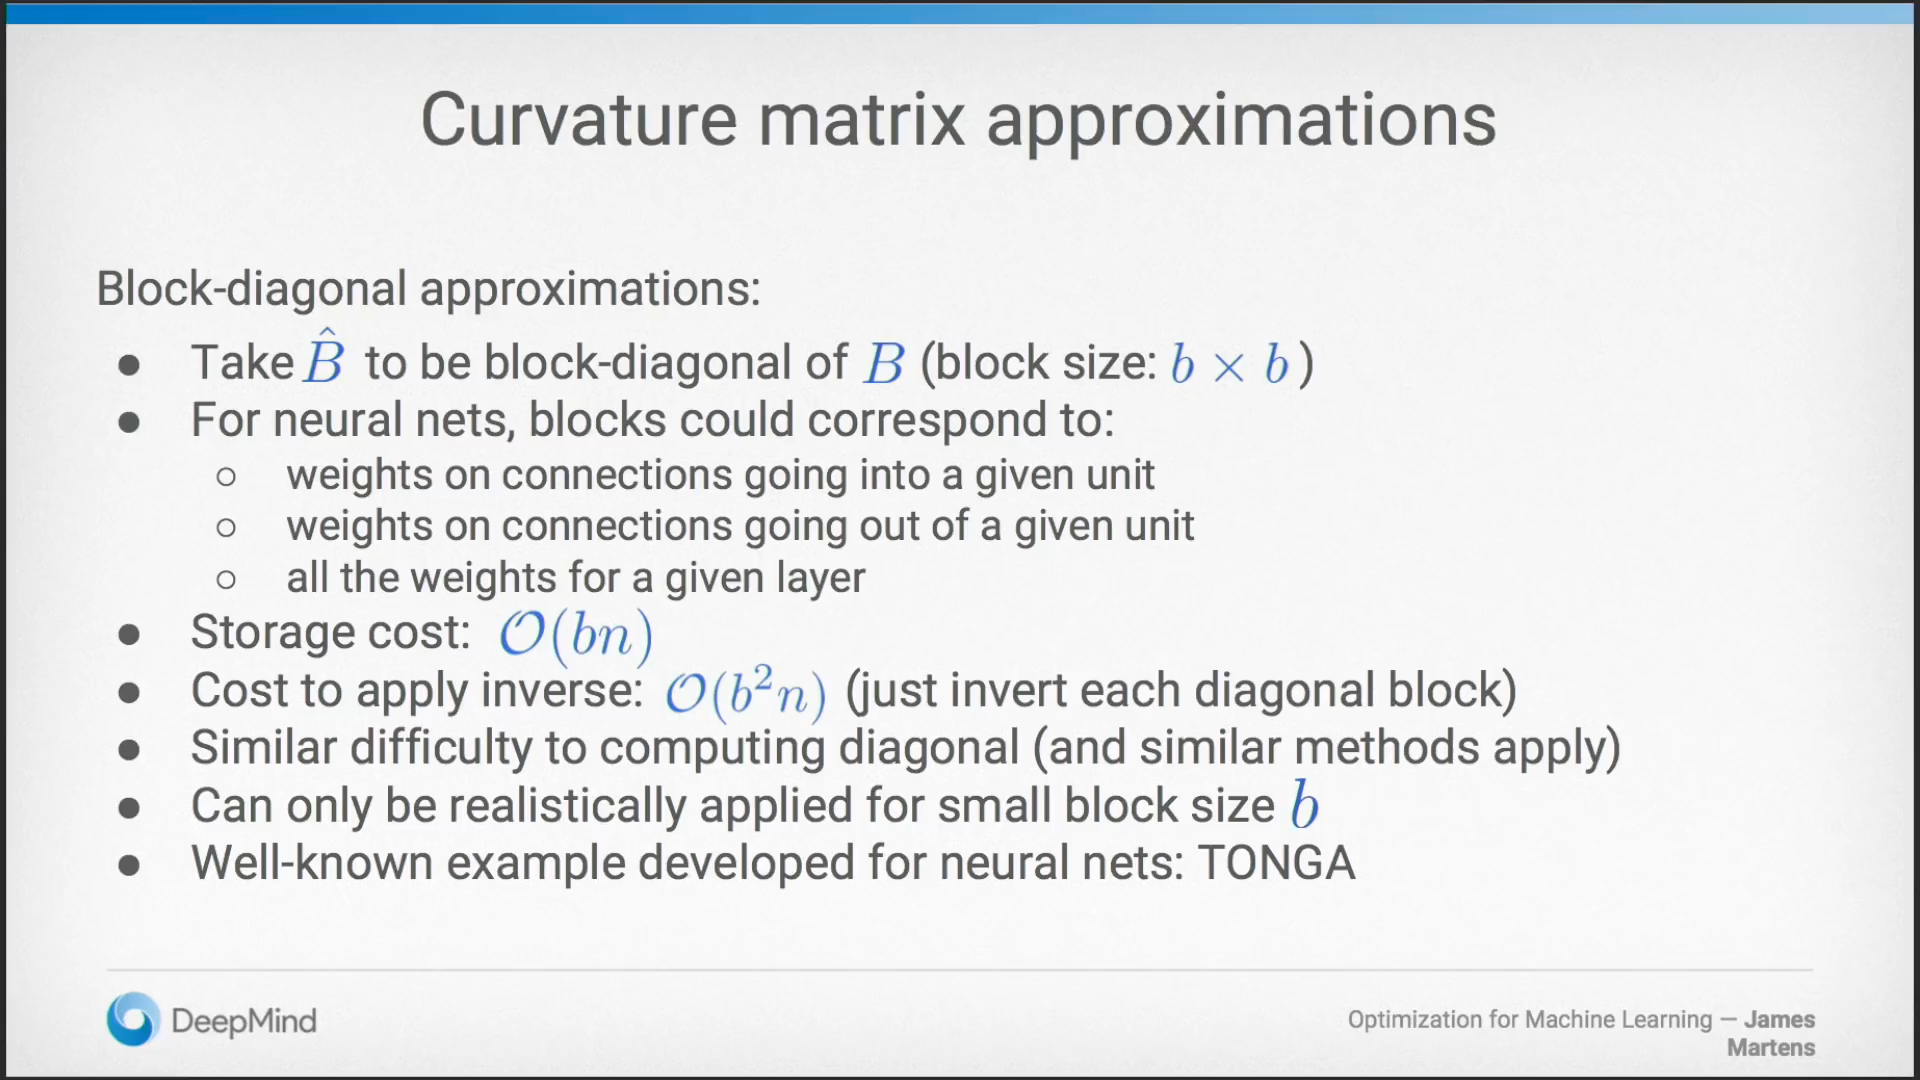 Curvature matrix approximations
Block-diagonal approximations:
● Take B̂ to be block-diagonal of B (block size: b × b)
● For neural nets, blocks could correspond to:
○ weights on connections going into a given unit
○ weights on connections going out of a given unit
○ all the weights for a given layer
● Storage cost: 𝒪(bn)
● Cost to apply inverse: 𝒪(b²n) (just invert each diagonal block)
● Similar difficulty to computing diagonal (and similar methods apply)
● Can only be realistically applied for small block size b
● Well-known example developed for neural nets: TONGA
DeepMind
Optimization for Machine Learning — James
Martens